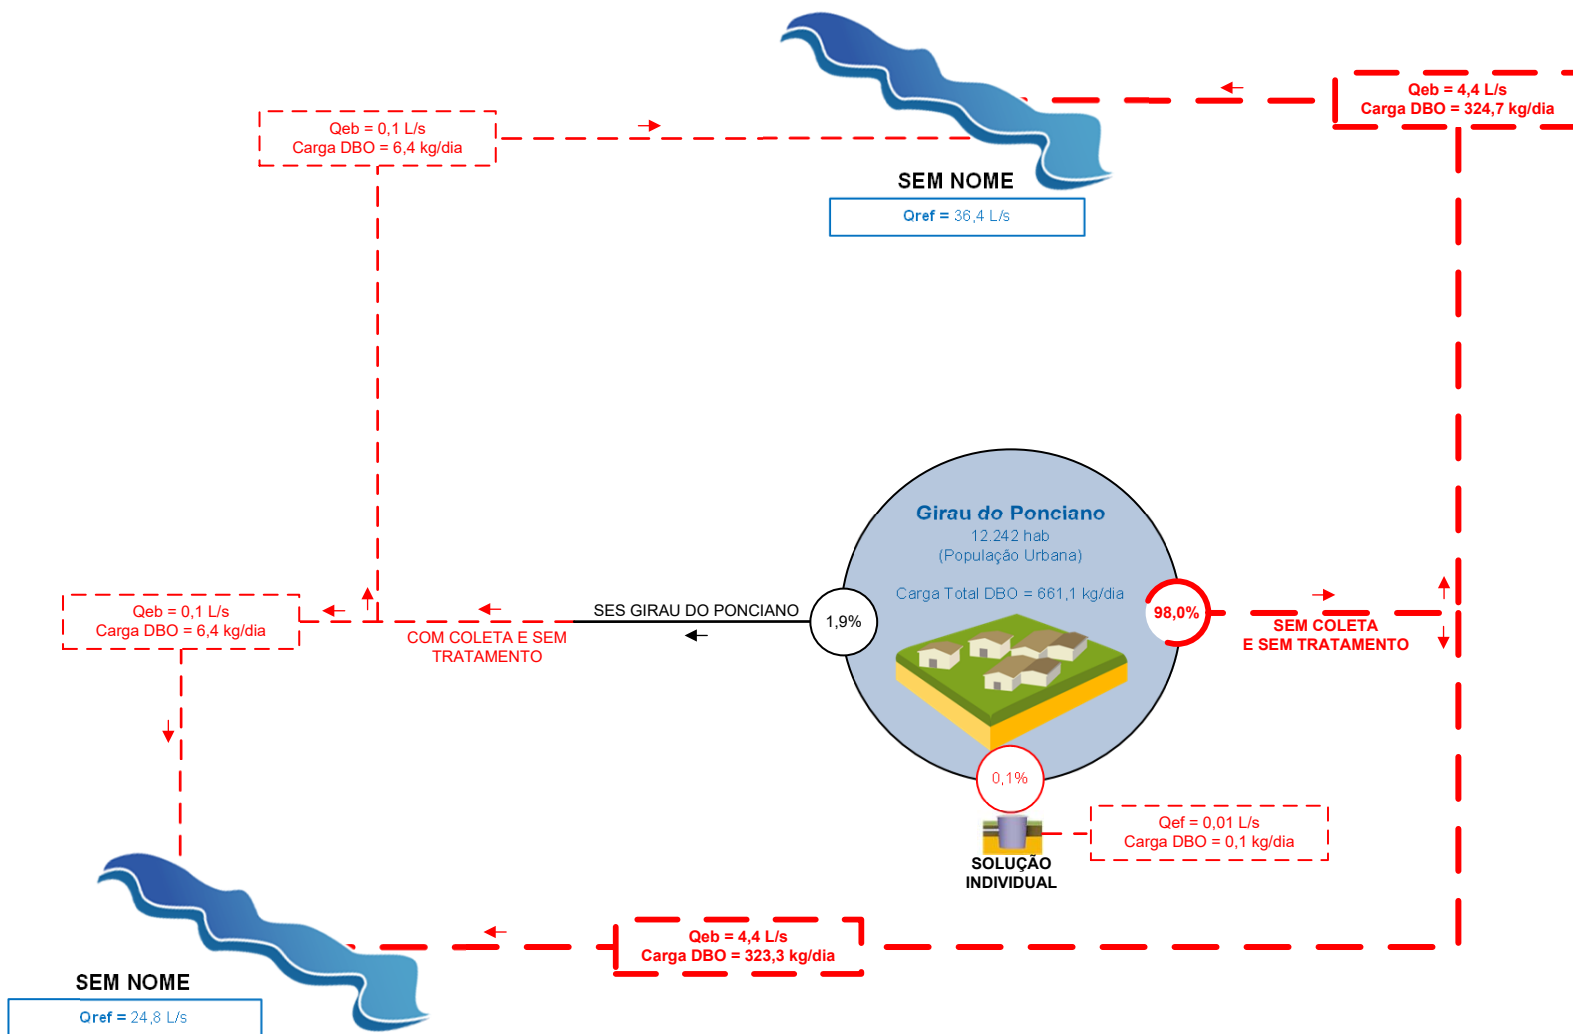 Qeb = 4,4 L/s
Carga DBO = 324,7 kg/dia
Qeb = 0,1 L/s
Carga DBO = 6,4 kg/dia
SEM NOME
Qref = 36,4 L/s
Girau do Ponciano
12.242 hab
(População Urbana)
Carga Total DBO = 661,1 kg/dia
Qeb = 0,1 L/s
Carga DBO = 6,4 kg/dia
SES GIRAU DO PONCIANO
1,9%
98,0%
COM COLETA E SEM
TRATAMENTO
SEM COLETA
E SEM TRATAMENTO
0,1%
Qef = 0,01 L/s
Carga DBO = 0,1 kg/dia
SOLUÇÃO
INDIVIDUAL
Qeb = 4,4 L/s
Carga DBO = 323,3 kg/dia
SEM NOME
Qref = 24,8 L/s